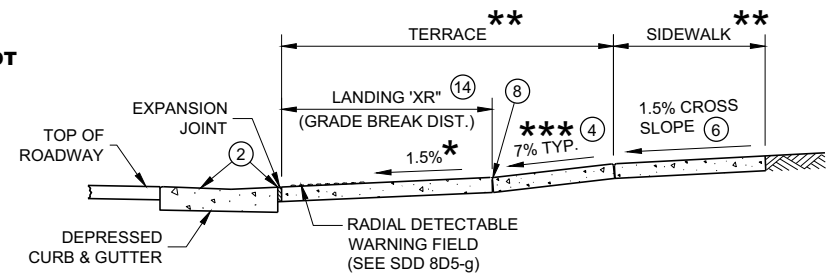 OT
TERRACE **
SIDEWALK **
LANDING 'XR" 14
(GRADE BREAK DIST.)
8
EXPANSION
JOINT
TOP OF
ROADWAY
2
1.5% *
*** 4
7% TYP.
1.5% CROSS
SLOPE 6
DEPRESSED
CURB & GUTTER
RADIAL DETECTABLE
WARNING FIELD
(SEE SDD 8D5-g)